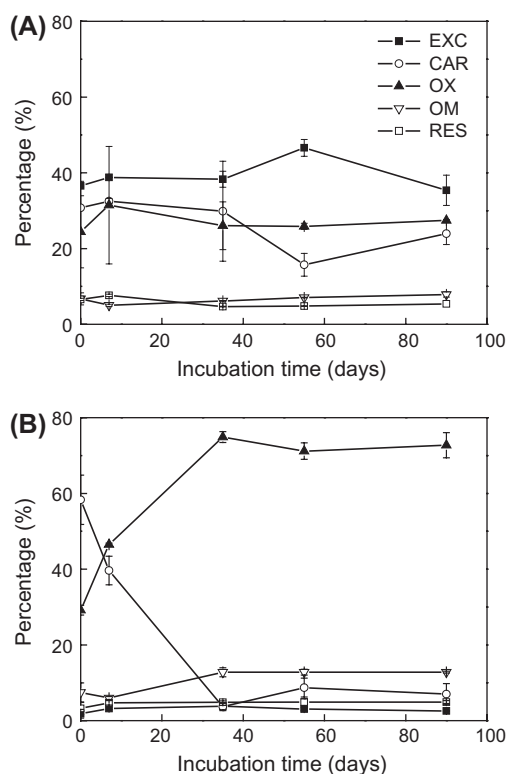 (A)
80
60
40
20
0
Percentage (%)
EXC
CAR
OX
OM
RES
0 20 40 60 80 100
Incubation time (days)
(B)
80
60
40
20
0
Percentage (%)
0 20 40 60 80 100
Incubation time (days)